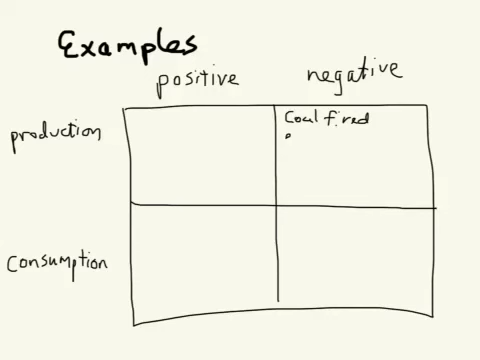 Examples
positive negative
production
Coal fired
consumption